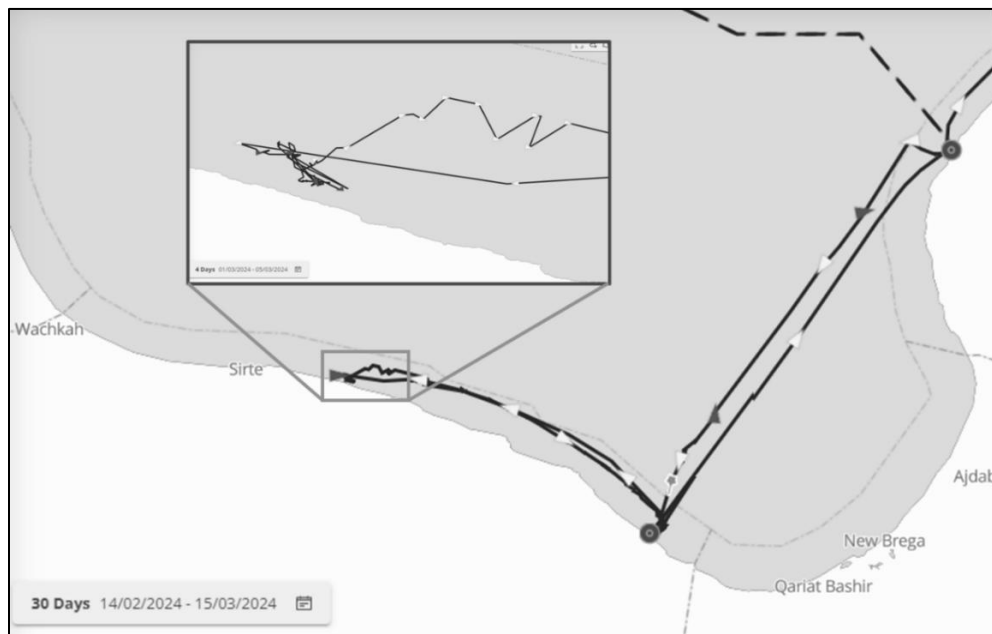 4 Days 01/03/2024 - 05/03/2024
Wachkah
Sirte
Ajdab
New Brega
Qariat Bashir
30 Days 14/02/2024 - 15/03/2024